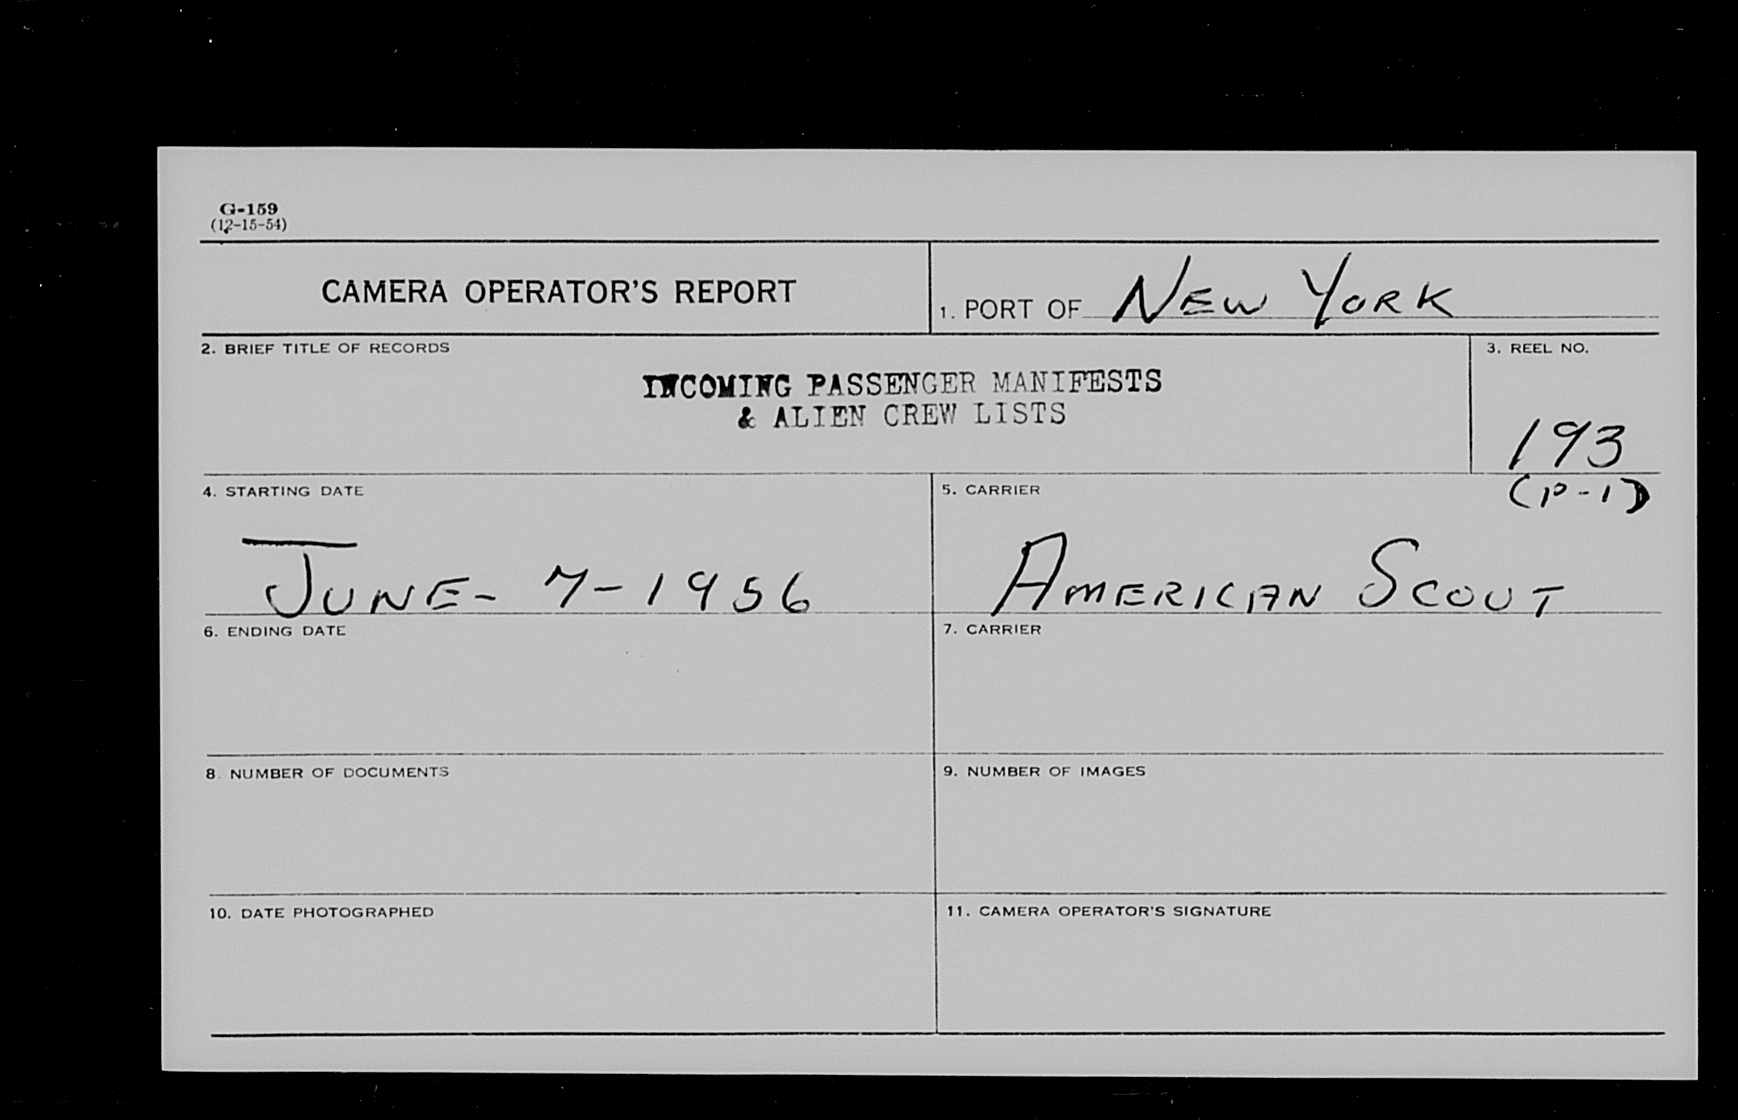 G-159
(12-15-54)
CAMERA OPERATOR'S REPORT
1. PORT OF NEW YORK
2. BRIEF TITLE OF RECORDS
INCOMING PASSENGER MANIFESTS
& ALIEN CREW LISTS
3. REEL NO.
193
(P-1)
4. STARTING DATE
JUNE- 7-1956
5. CARRIER
AMERICAN SCOUT
6. ENDING DATE
7. CARRIER
8. NUMBER OF DOCUMENTS
9. NUMBER OF IMAGES
10. DATE PHOTOGRAPHED
11. CAMERA OPERATOR'S SIGNATURE